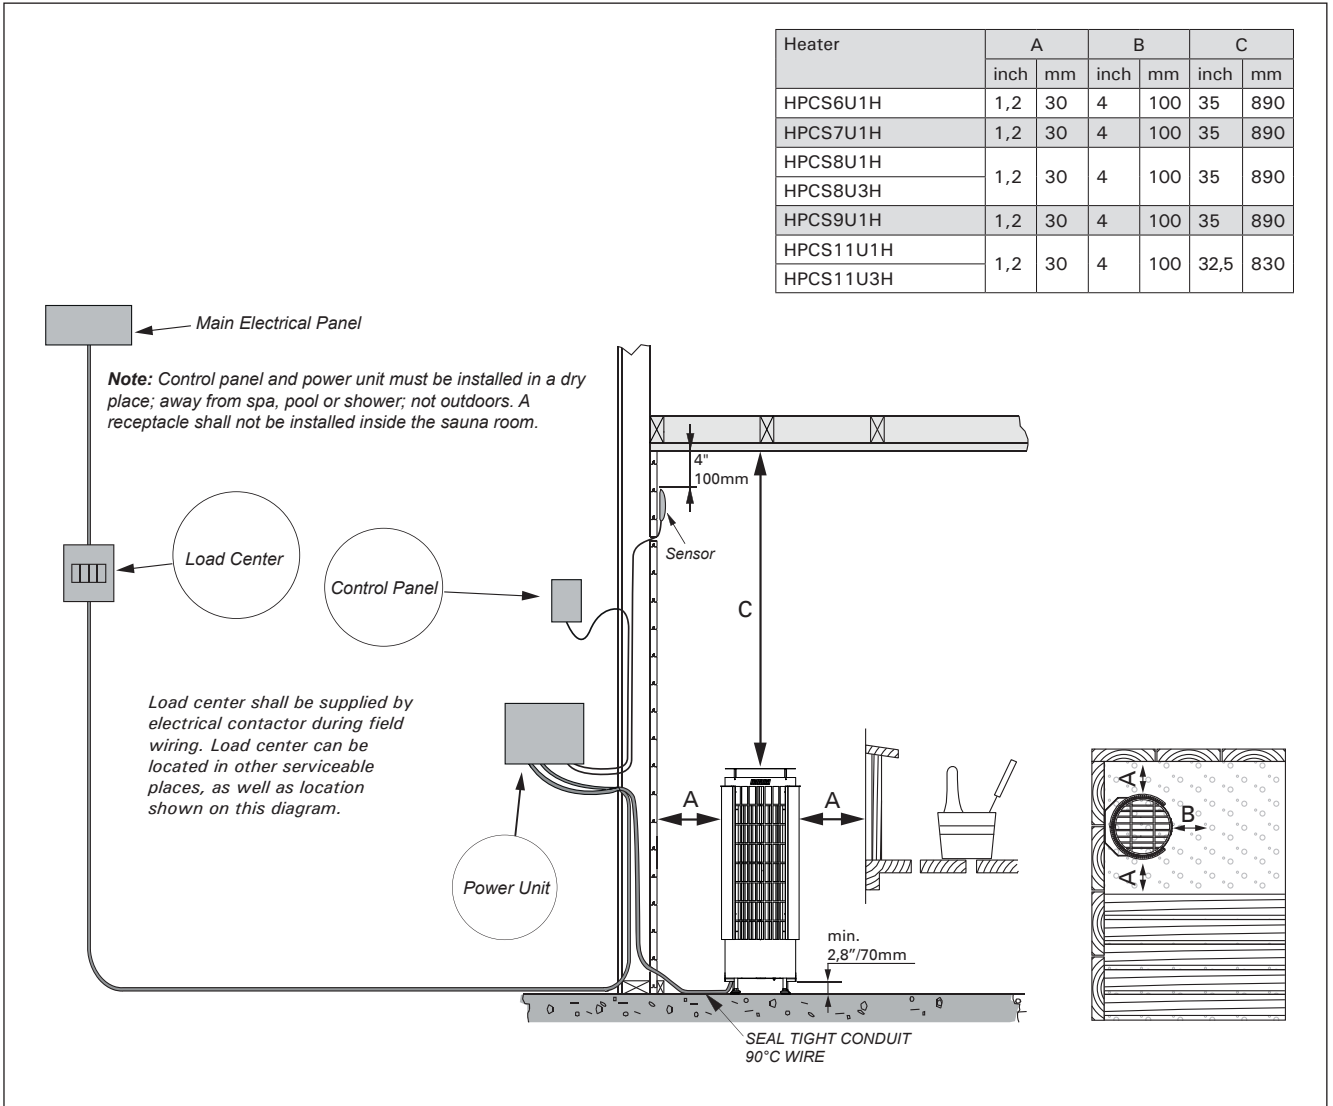 Heater A B C
inch mm inch mm inch mm
HPCS6U1H 1,2 30 4 100 35 890
HPCS7U1H 1,2 30 4 100 35 890
HPCS8U1H
HPCS8U3H
1,2 30 4 100 35 890
HPCS9U1H 1,2 30 4 100 35 890
HPCS11U1H
HPCS11U3H
1,2 30 4 100 32,5 830
Main Electrical Panel
Note: Control panel and power unit must be installed in a dry
place; away from spa, pool or shower; not outdoors. A
receptacle shall not be installed inside the sauna room.
4"
100mm
Sensor
Load Center
Control Panel
C
Load center shall be supplied by
electrical contactor during field
wiring. Load center can be
located in other serviceable
places, as well as location
shown on this diagram.
A
A
A
B
A
Power Unit
min.
2,8”/70mm
SEAL TIGHT CONDUIT
90°C WIRE